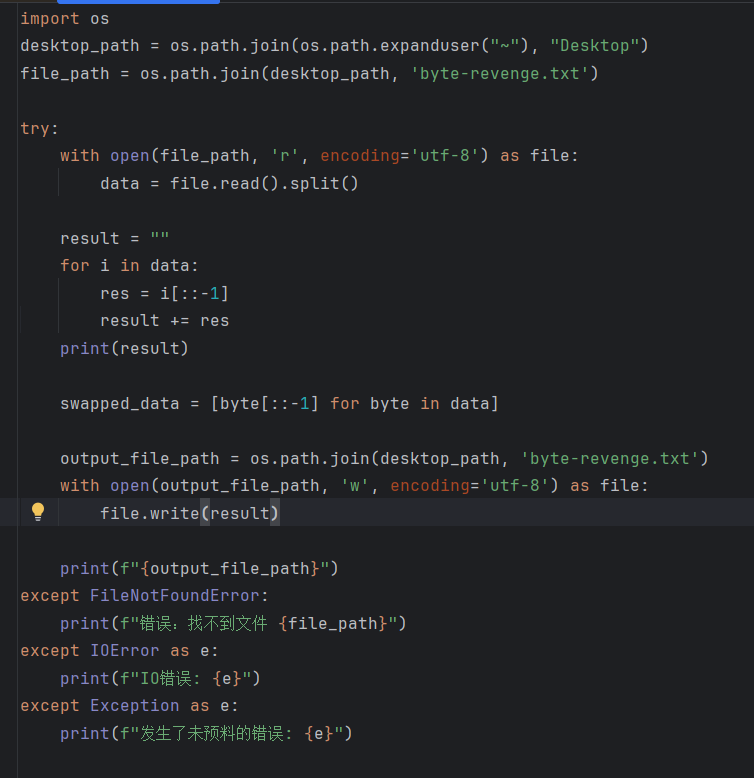 import os
desktop_path = os.path.join(os.path.expanduser("~"), "Desktop")
file_path = os.path.join(desktop_path, 'byte-revenge.txt')
try:
    with open(file_path, 'r', encoding='utf-8') as file:
        data = file.read().split()
    result = ""
    for i in data:
        res = i[::-1]
        result += res
    print(result)
    swapped_data = [byte[::-1] for byte in data]
    output_file_path = os.path.join(desktop_path, 'byte-revenge.txt')
    with open(output_file_path, 'w', encoding='utf-8') as file:
        file.write(result)
    print(f"{output_file_path}")
except FileNotFoundError:
    print(f"错误：找不到文件 {file_path}")
except IOError as e:
    print(f"IO错误: {e}")
except Exception as e:
    print(f"发生了未预料的错误: {e}")